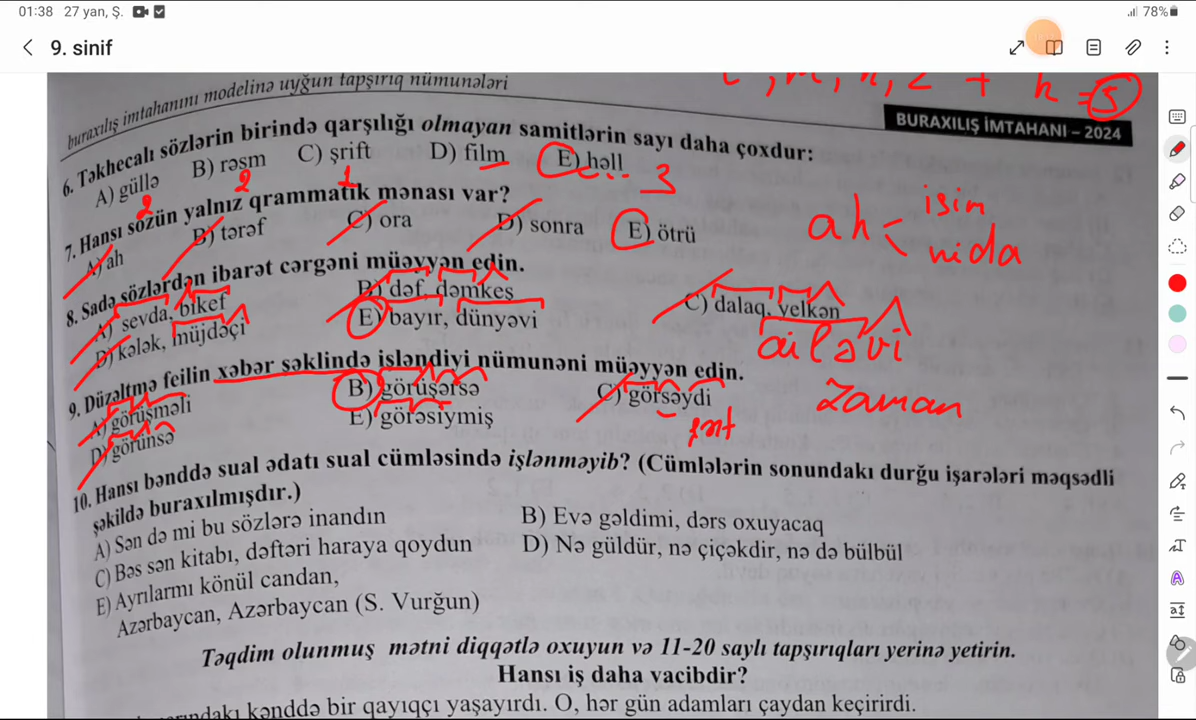 01:38 27 yan, Ş. 78%
9. sinif
buraxılış imtahanını modelinə uyğun tapşırıq nümunələri
= 5
BURAXILIŞ İMTAHANI – 2024
6. Təkhecalı sözlərin birində qarşılığı olmayan samitlərin sayı daha çoxdur:
A) güllə B) rəsm C) şrift D) film E) həll
2 2 1 3
7. Hansı sözün yalnız qrammatik mənası var?
A) ah B) tərəf C) ora D) sonra E) ötrü
ah isim
nida
8. Sadə sözlərdən ibarət cərgəni müəyyən edin.
A) sevda, bikef B) dəf, dəmkeş C) dalaq, yelkən
D) kələk, müjdəçi E) bayır, dünyəvi
ailəvi
9. Düzəltmə feilin xəbər şəklində işləndiyi nümunəni müəyyən edin.
A) görüşməli B) görüşərsə C) görsəydi
D) görünsə E) görəsiymiş
zaman
10. Hansı bənddə sual ədatı sual cümləsində işlənməyib? (Cümlələrin sonundakı durğu işarələri məqsədli
şəkildə buraxılmışdır.)
A) Sən də mi bu sözlərə inandın B) Evə gəldimi, dərs oxuyacaq
C) Bəs sən kitabı, dəftəri haraya qoydun D) Nə güldür, nə çiçəkdir, nə də bülbül
E) Ayrılarmı könül candan,
Azərbaycan, Azərbaycan (S. Vurğun)
Təqdim olunmuş mətni diqqətlə oxuyun və 11-20 saylı tapşırıqları yerinə yetirin.
Hansı iş daha vacibdir?
kənddə bir qayıqçı yaşayırdı. O, hər gün adamları çaydan keçirirdi.